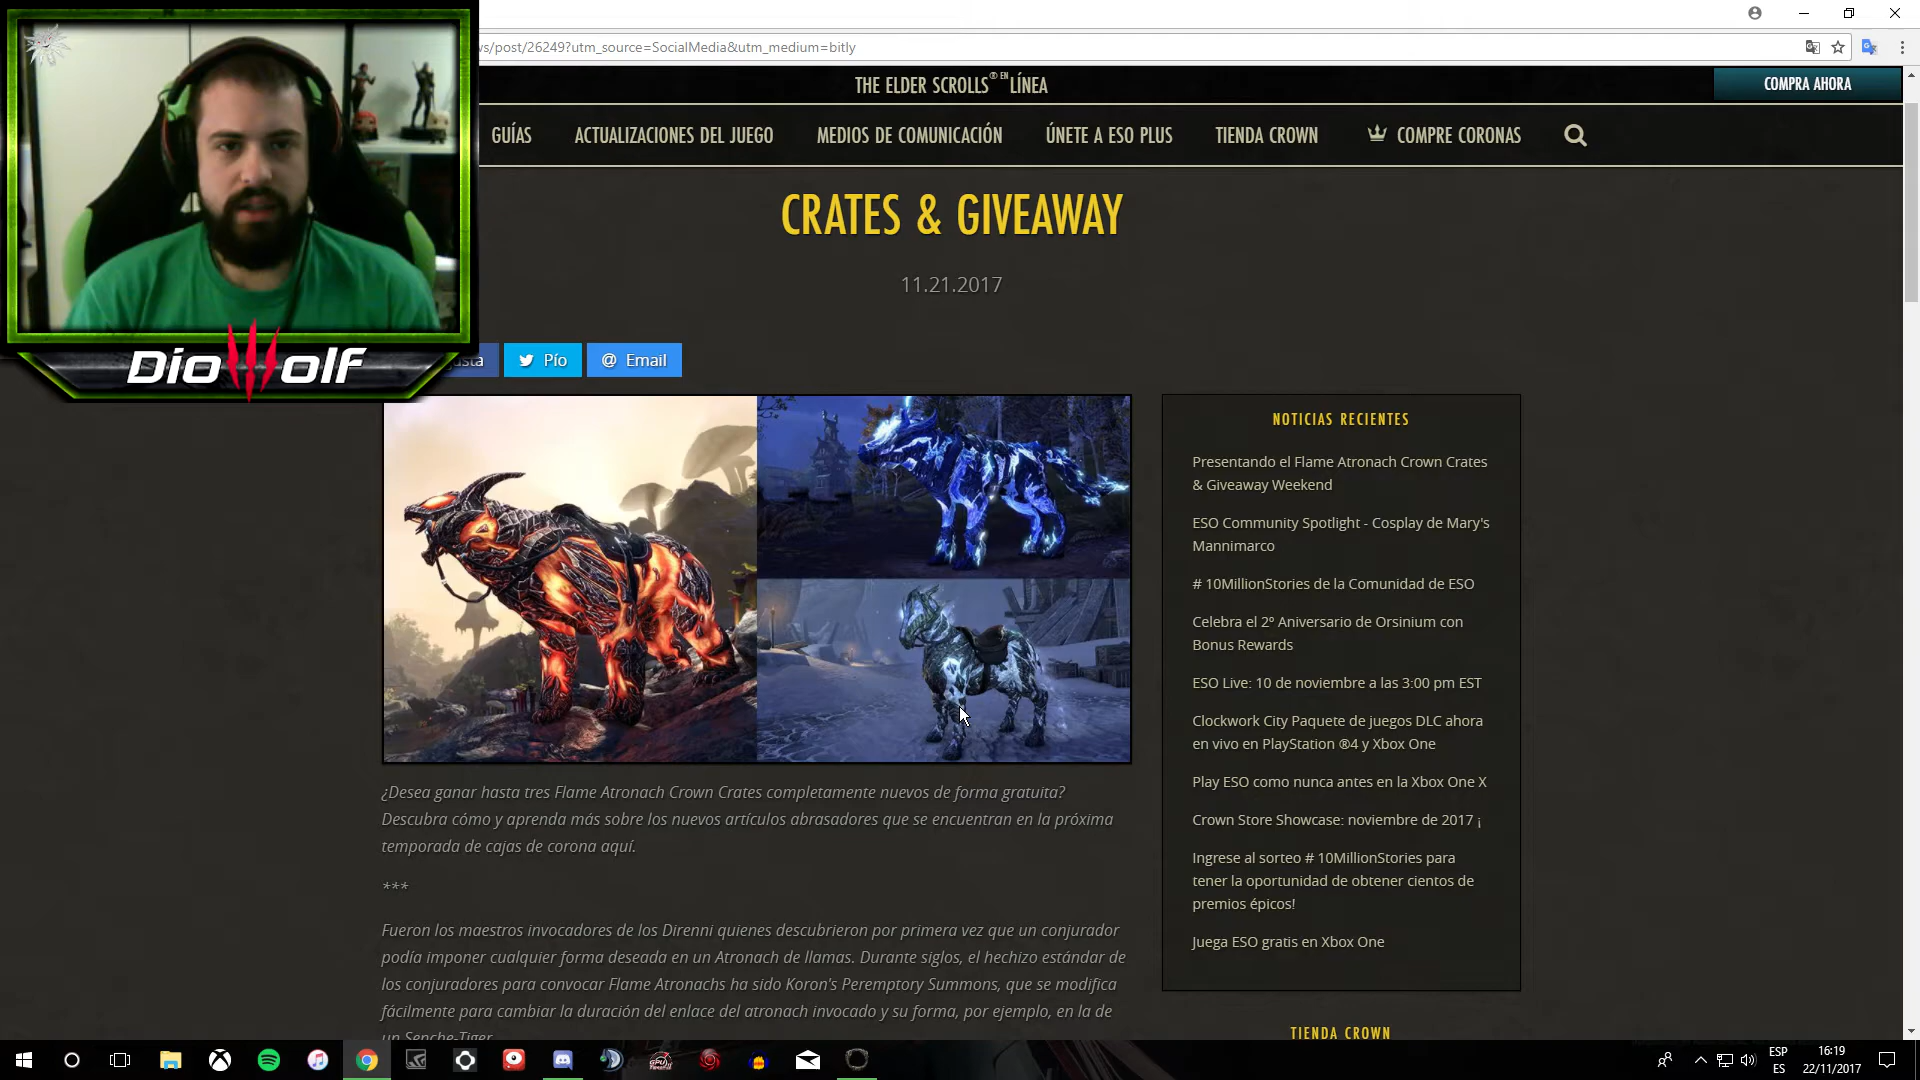 ws/post/26249?utm_source=SocialMedia&utm_medium=bitly
THE ELDER SCROLLS® EN LÍNEA
COMPRA AHORA
GUÍAS ACTUALIZACIONES DEL JUEGO MEDIOS DE COMUNICACIÓN ÚNETE A ESO PLUS TIENDA CROWN COMPRE CORONAS
CRATES & GIVEAWAY
11.21.2017
DioWolf
Pío
@ Email
¿Desea ganar hasta tres Flame Atronach Crown Crates completamente nuevos de forma gratuita?
Descubra cómo y aprenda más sobre los nuevos artículos abrasadores que se encuentran en la próxima
temporada de cajas de corona aquí.
***
Fueron los maestros invocadores de los Direnni quienes descubrieron por primera vez que un conjurador
podía imponer cualquier forma deseada en un Atronach de llamas. Durante siglos, el hechizo estándar de
los conjuradores para convocar Flame Atronachs ha sido Koron's Peremptory Summons, que se modifica
fácilmente para cambiar la duración del enlace del atronach invocado y su forma, por ejemplo, en la de
un Senche-Tiger
NOTICIAS RECIENTES
Presentando el Flame Atronach Crown Crates
& Giveaway Weekend
ESO Community Spotlight - Cosplay de Mary's
Mannimarco
# 10MillionStories de la Comunidad de ESO
Celebra el 2º Aniversario de Orsinium con
Bonus Rewards
ESO Live: 10 de noviembre a las 3:00 pm EST
Clockwork City Paquete de juegos DLC ahora
en vivo en PlayStation ®4 y Xbox One
Play ESO como nunca antes en la Xbox One X
Crown Store Showcase: noviembre de 2017 ¡
Ingrese al sorteo # 10MillionStories para
tener la oportunidad de obtener cientos de
premios épicos!
Juega ESO gratis en Xbox One
TIENDA CROWN
ESP
ES
16:19
22/11/2017